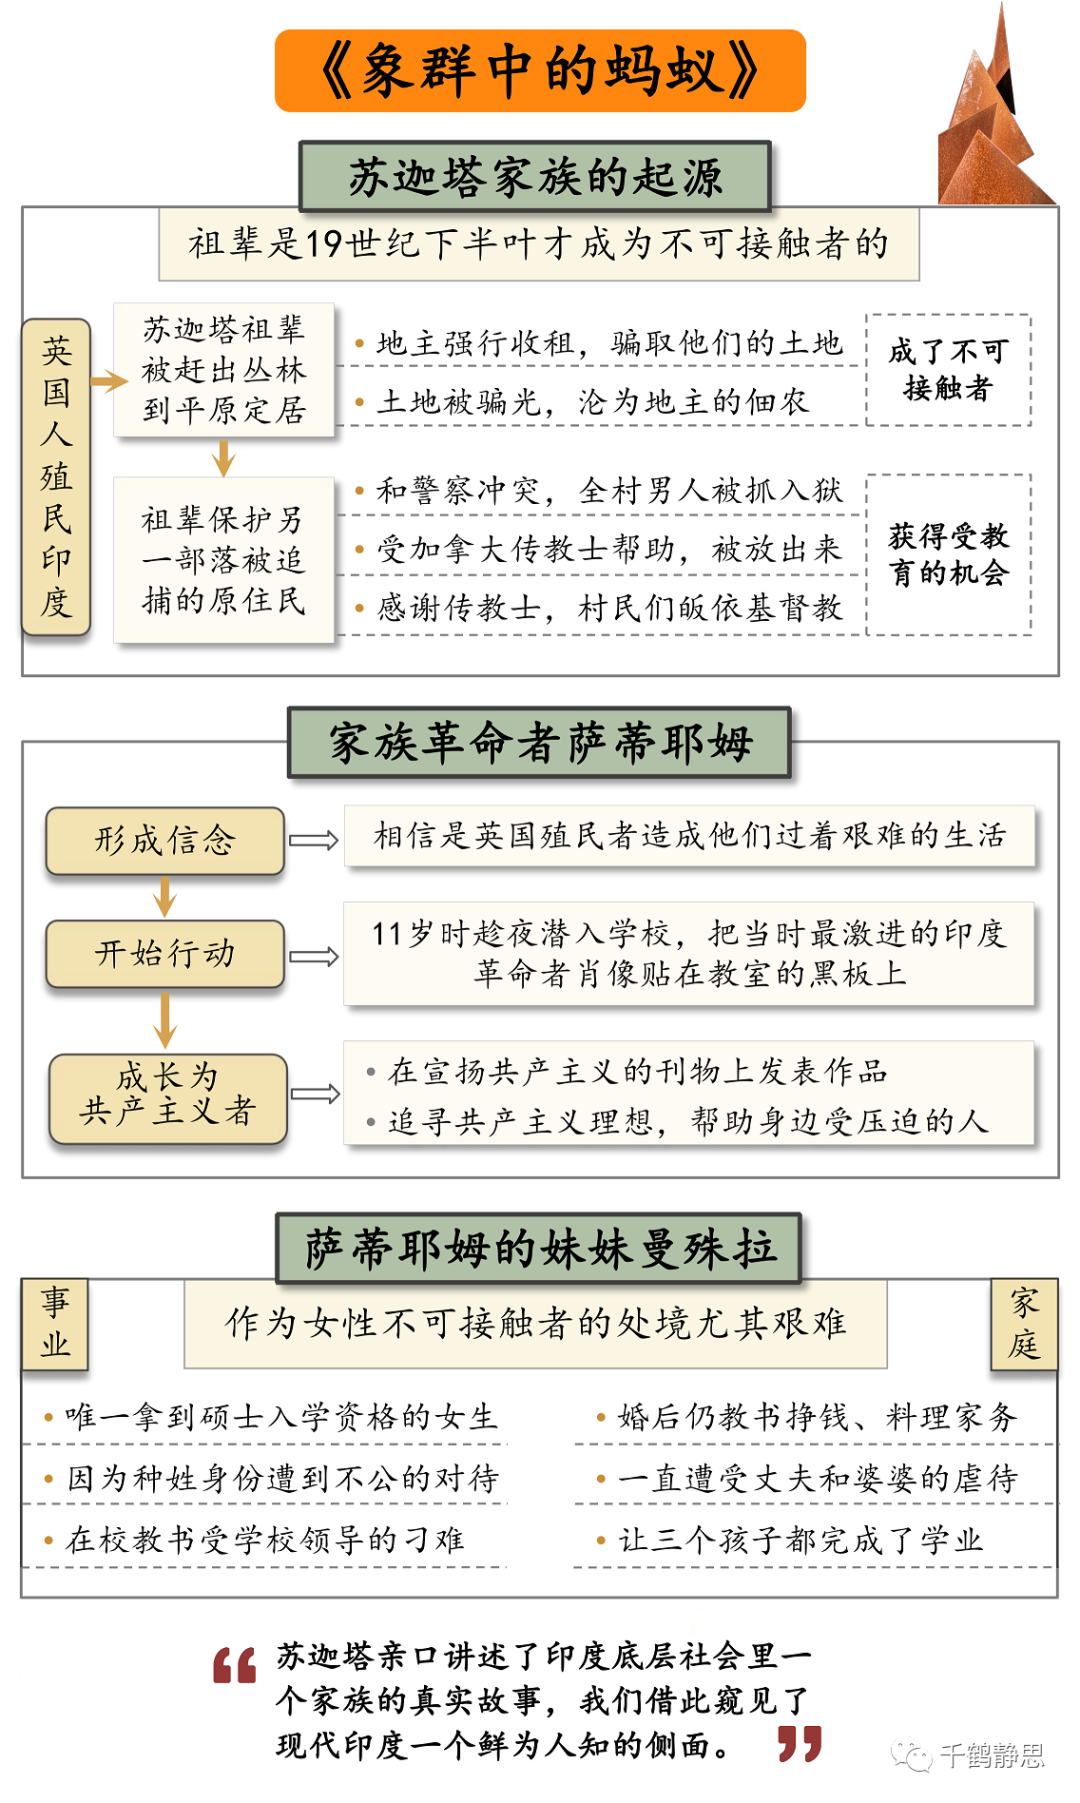 《象群中的蚂蚁》
苏迦塔家族的起源
祖辈是19世纪下半叶才成为不可接触者的
英国人殖民印度
苏迦塔祖辈
被赶出丛林
到平原定居
• 地主强行收租，骗取他们的土地
• 土地被骗光，沦为地主的佃农
成了不可
接触者
祖辈保护另
一部落被追
捕的原住民
• 和警察冲突，全村男人被抓入狱
• 受加拿大传教士帮助，被放出来
• 感谢传教士，村民们皈依基督教
获得受教
育的机会
家族革命者萨蒂耶姆
形成信念
相信是英国殖民者造成他们过着艰难的生活
开始行动
11岁时趁夜潜入学校，把当时最激进的印度
革命者肖像贴在教室的黑板上
成长为
共产主义者
• 在宣扬共产主义的刊物上发表作品
• 追寻共产主义理想，帮助身边受压迫的人
萨蒂耶姆的妹妹曼殊拉
作为女性不可接触者的处境尤其艰难
事业
• 唯一拿到硕士入学资格的女生
• 因为种姓身份遭到不公的对待
• 在校教书受学校领导的刁难
家庭
• 婚后仍教书挣钱、料理家务
• 一直遭受丈夫和婆婆的虐待
• 让三个孩子都完成了学业
“苏迦塔亲口讲述了印度底层社会里一
个家族的真实故事，我们借此窥见了
现代印度一个鲜为人知的侧面。”
千鹤静思